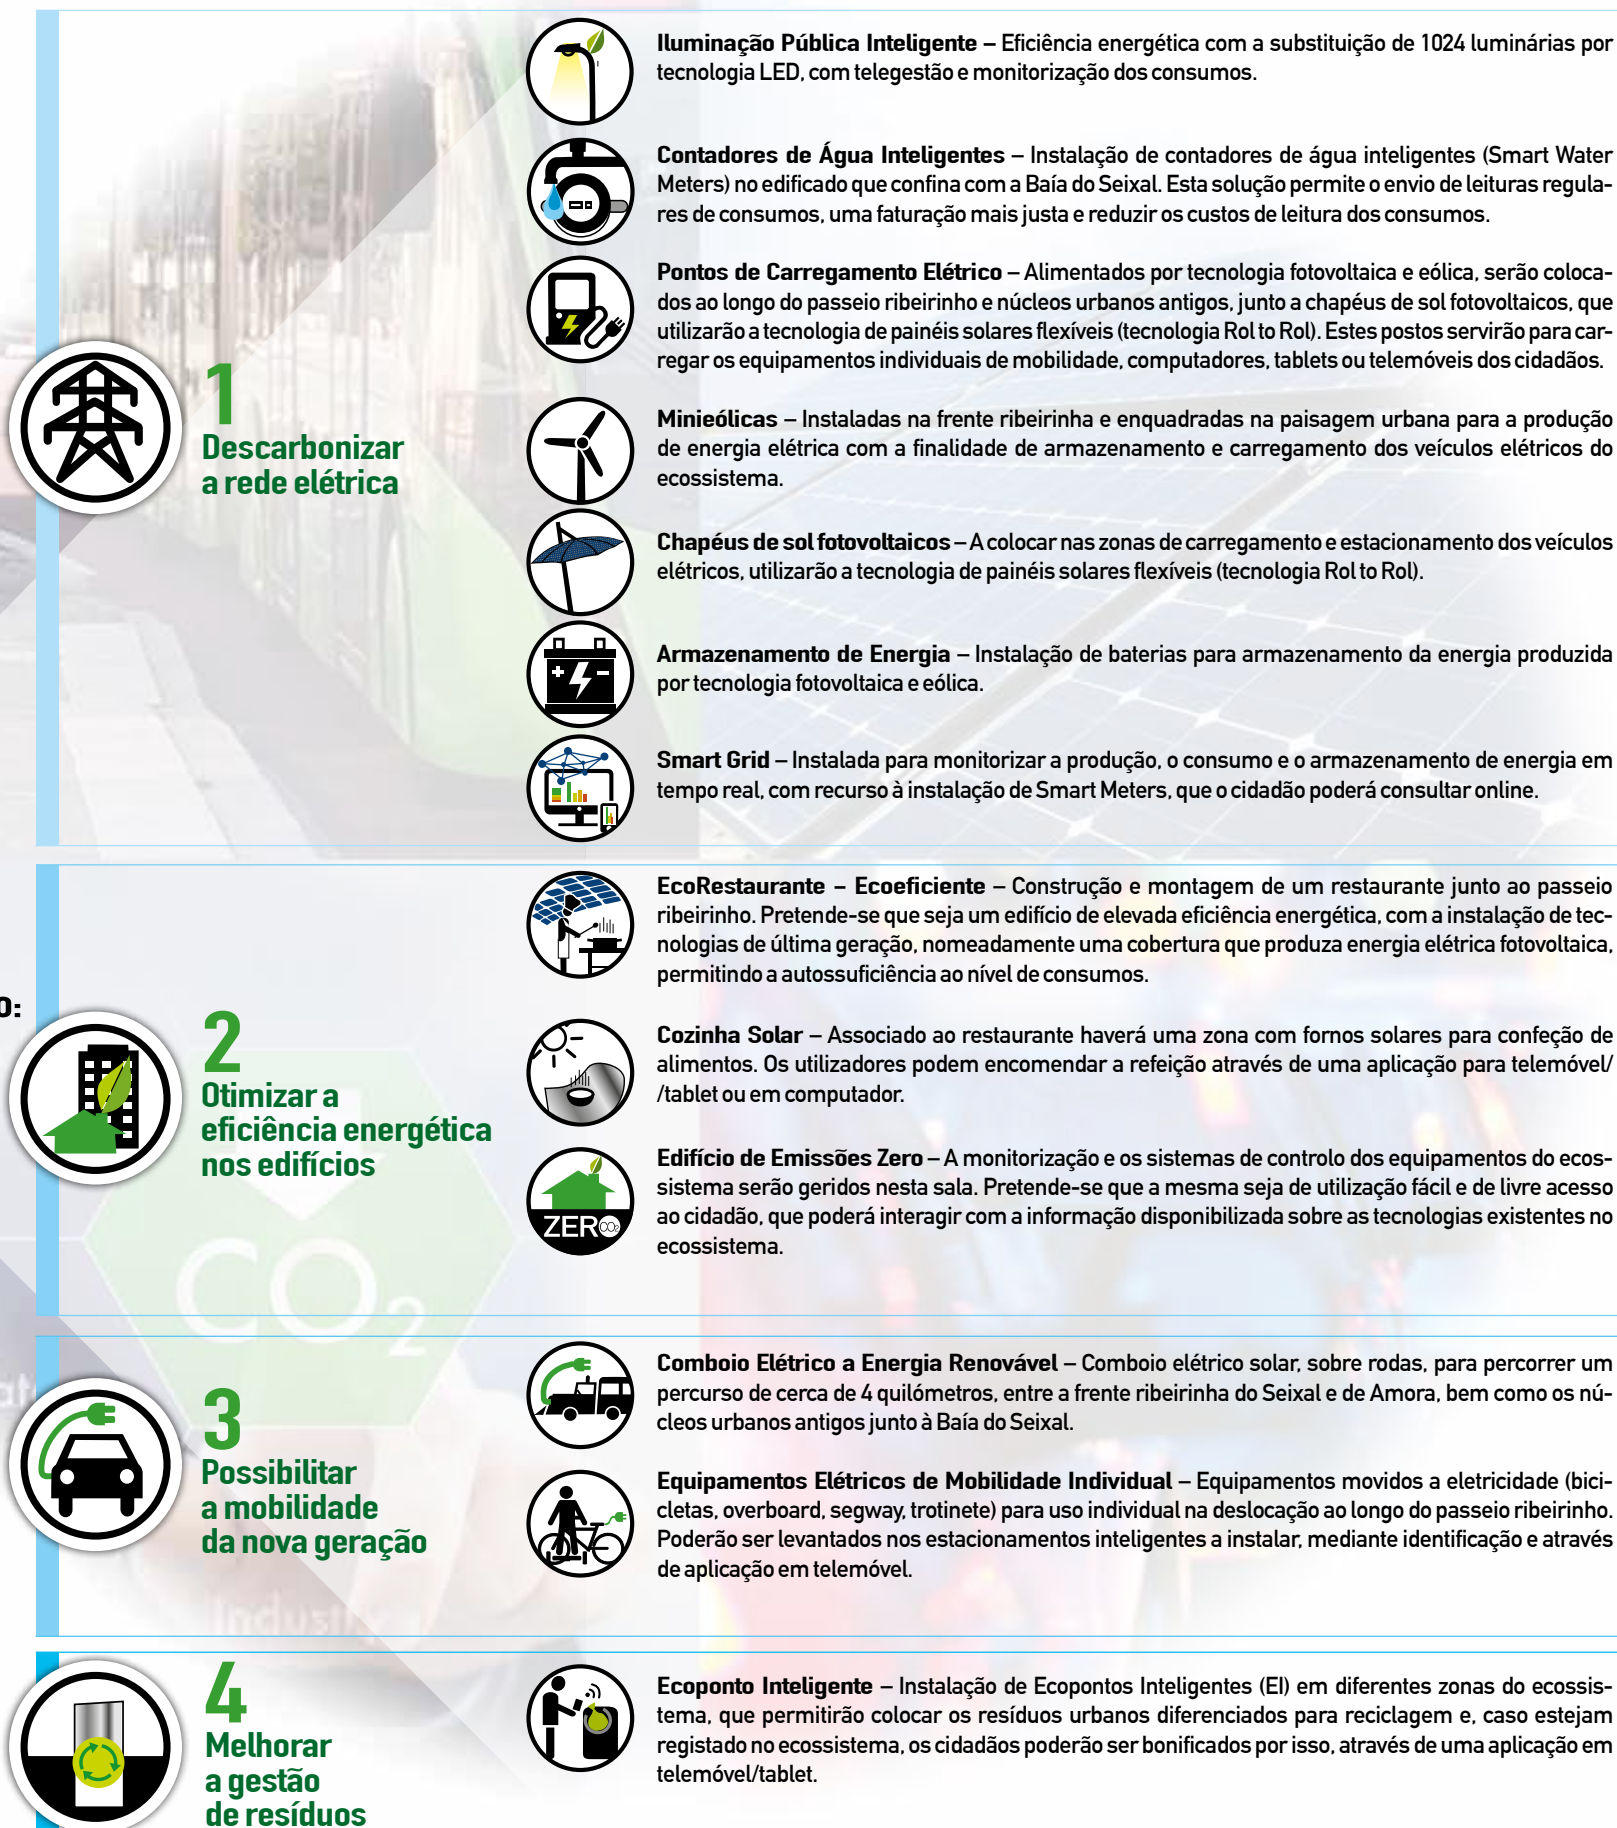 Iluminação Pública Inteligente – Eficiência energética com a substituição de 1024 luminárias por
tecnologia LED, com telegestão e monitorização dos consumos.
Contadores de Água Inteligentes – Instalação de contadores de água inteligentes (Smart Water
Meters) no edificado que confina com a Baía do Seixal. Esta solução permite o envio de leituras regula-
res de consumos, uma faturação mais justa e reduzir os custos de leitura dos consumos.
Pontos de Carregamento Elétrico – Alimentados por tecnologia fotovoltaica e eólica, serão coloca-
dos ao longo do passeio ribeirinho e núcleos urbanos antigos, junto a chapéus de sol fotovoltaicos, que
utilizarão a tecnologia de painéis solares flexíveis (tecnologia Rol to Rol). Estes postos servirão para car-
regar os equipamentos individuais de mobilidade, computadores, tablets ou telemóveis dos cidadãos.
1
Descarbonizar
a rede elétrica
Minieólicas – Instaladas na frente ribeirinha e enquadradas na paisagem urbana para a produção
de energia elétrica com a finalidade de armazenamento e carregamento dos veículos elétricos do
ecossistema.
Chapéus de sol fotovoltaicos – A colocar nas zonas de carregamento e estacionamento dos veículos
elétricos, utilizarão a tecnologia de painéis solares flexíveis (tecnologia Rol to Rol).
Armazenamento de Energia – Instalação de baterias para armazenamento da energia produzida
por tecnologia fotovoltaica e eólica.
Smart Grid – Instalada para monitorizar a produção, o consumo e o armazenamento de energia em
tempo real, com recurso à instalação de Smart Meters, que o cidadão poderá consultar online.
EcoRestaurante – Ecoeficiente – Construção e montagem de um restaurante junto ao passeio
ribeirinho. Pretende-se que seja um edifício de elevada eficiência energética, com a instalação de tec-
nologias de última geração, nomeadamente uma cobertura que produza energia elétrica fotovoltaica,
permitindo a autossuficiência ao nível de consumos.
O:
2
Otimizar a
eficiência energética
nos edifícios
Cozinha Solar – Associado ao restaurante haverá uma zona com fornos solares para confeção de
alimentos. Os utilizadores podem encomendar a refeição através de uma aplicação para telemóvel/
/tablet ou em computador.
Edifício de Emissões Zero – A monitorização e os sistemas de controlo dos equipamentos do ecos-
sistema serão geridos nesta sala. Pretende-se que a mesma seja de utilização fácil e de livre acesso
ao cidadão, que poderá interagir com a informação disponibilizada sobre as tecnologias existentes no
ecossistema.
ZERO CO₂
CO₂
3
Possibilitar
a mobilidade
da nova geração
Comboio Elétrico a Energia Renovável – Comboio elétrico solar, sobre rodas, para percorrer um
percurso de cerca de 4 quilómetros, entre a frente ribeirinha do Seixal e de Amora, bem como os nú-
cleos urbanos antigos junto à Baía do Seixal.
Equipamentos Elétricos de Mobilidade Individual – Equipamentos movidos a eletricidade (bici-
cletas, overboard, segway, trotinete) para uso individual na deslocação ao longo do passeio ribeirinho.
Poderão ser levantados nos estacionamentos inteligentes a instalar, mediante identificação e através
de aplicação em telemóvel.
Industry
4
Melhorar
a gestão
de resíduos
Ecoponto Inteligente – Instalação de Ecopontos Inteligentes (EI) em diferentes zonas do ecossis-
tema, que permitirão colocar os resíduos urbanos diferenciados para reciclagem e, caso estejam
registado no ecossistema, os cidadãos poderão ser bonificados por isso, através de uma aplicação em
telemóvel/tablet.